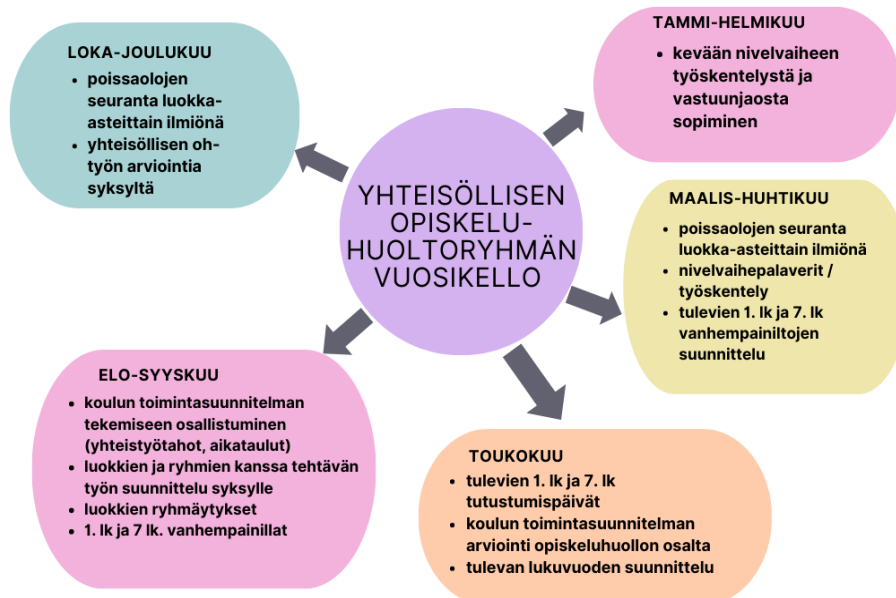 YHTEISÖLLISEN
OPISKELU-
HUOLTORYHMÄN
VUOSIKELLO
TAMMI-HELMIKUU
• kevään nivelvaiheen
työskentelystä ja
vastuunjaosta
sopiminen
MAALIS-HUHTIKUU
• poissaolojen seuranta
luokka-asteittain ilmiönä
• nivelvaihepalaverit /
työskentely
• tulevien 1. lk ja 7. lk
vanhempainiltojen
suunnittelu
TOUKOKUU
• tulevien 1. lk ja 7. lk
tutustumispäivät
• koulun toimintasuunnitelman
arviointi opiskeluhuollon osalta
• tulevan lukuvuoden suunnittelu
ELO-SYYSKUU
• koulun toimintasuunnitelman
tekemiseen osallistuminen
(yhteistyötahot, aikataulut)
• luokkien ja ryhmien kanssa tehtävän
työn suunnittelu syksylle
• luokkien ryhmäytykset
• 1. lk ja 7 lk. vanhempainillat
LOKA-JOULUKUU
• poissaolojen
seuranta luokka-
asteittain ilmiönä
• yhteisöllisen oh-
työn arviointia
syksyltä